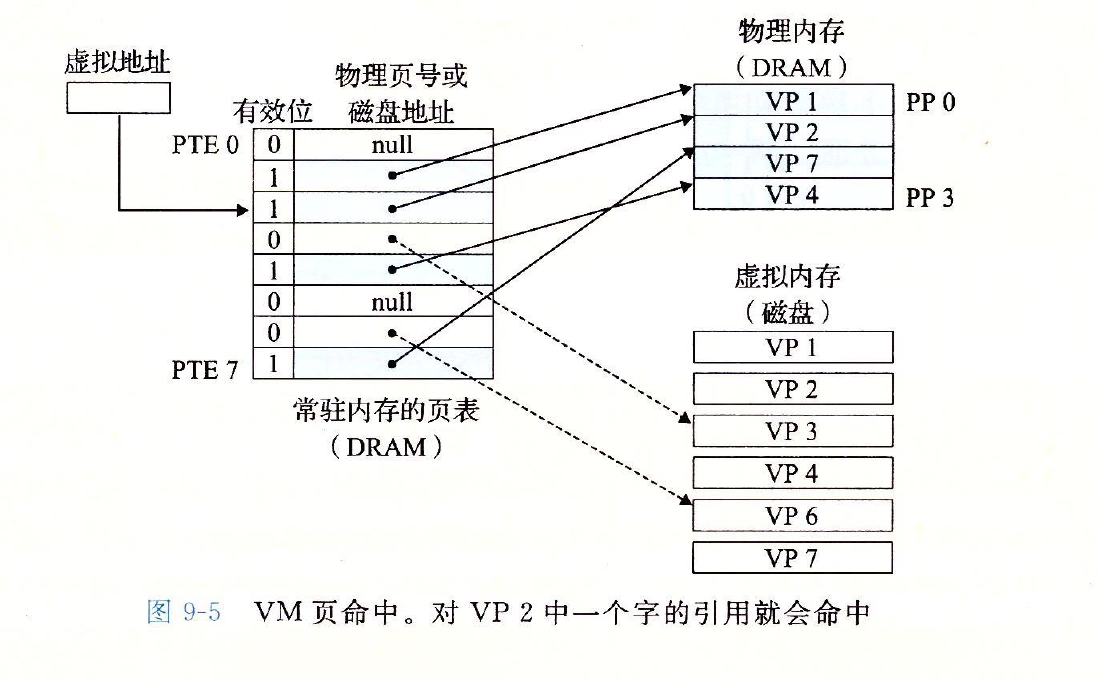 虚拟地址
物理页号或
有效位 磁盘地址
PTE 0 0 null
1
1
0
1
0 null
0
PTE 7 1
常驻内存的页表
(DRAM)
物理内存
(DRAM)
VP 1 PP 0
VP 2
VP 7
VP 4 PP 3
虚拟内存
(磁盘)
VP 1
VP 2
VP 3
VP 4
VP 6
VP 7
图 9-5 VM 页命中。对 VP 2 中一个字的引用就会命中